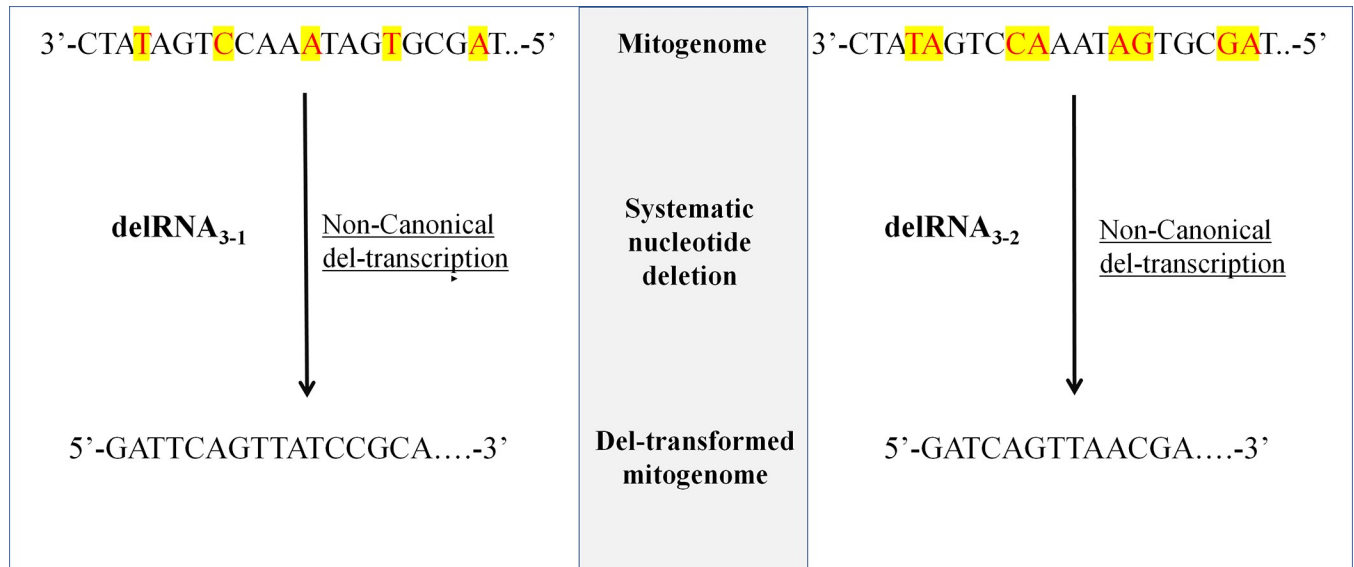 3’-CTATAGTCCAAATAGTGCGAT..-5’
Mitogenome
3’-CTATAGTCCAAATAGTGCGAT..-5’
delRNA3-1
Non-Canonical
del-transcription
Systematic
nucleotide
deletion
delRNA3-2
Non-Canonical
del-transcription
5’-GATTCAGTTATCCGCA....-3’
Del-transformed
mitogenome
5’-GATCAGTTAACGA....-3’